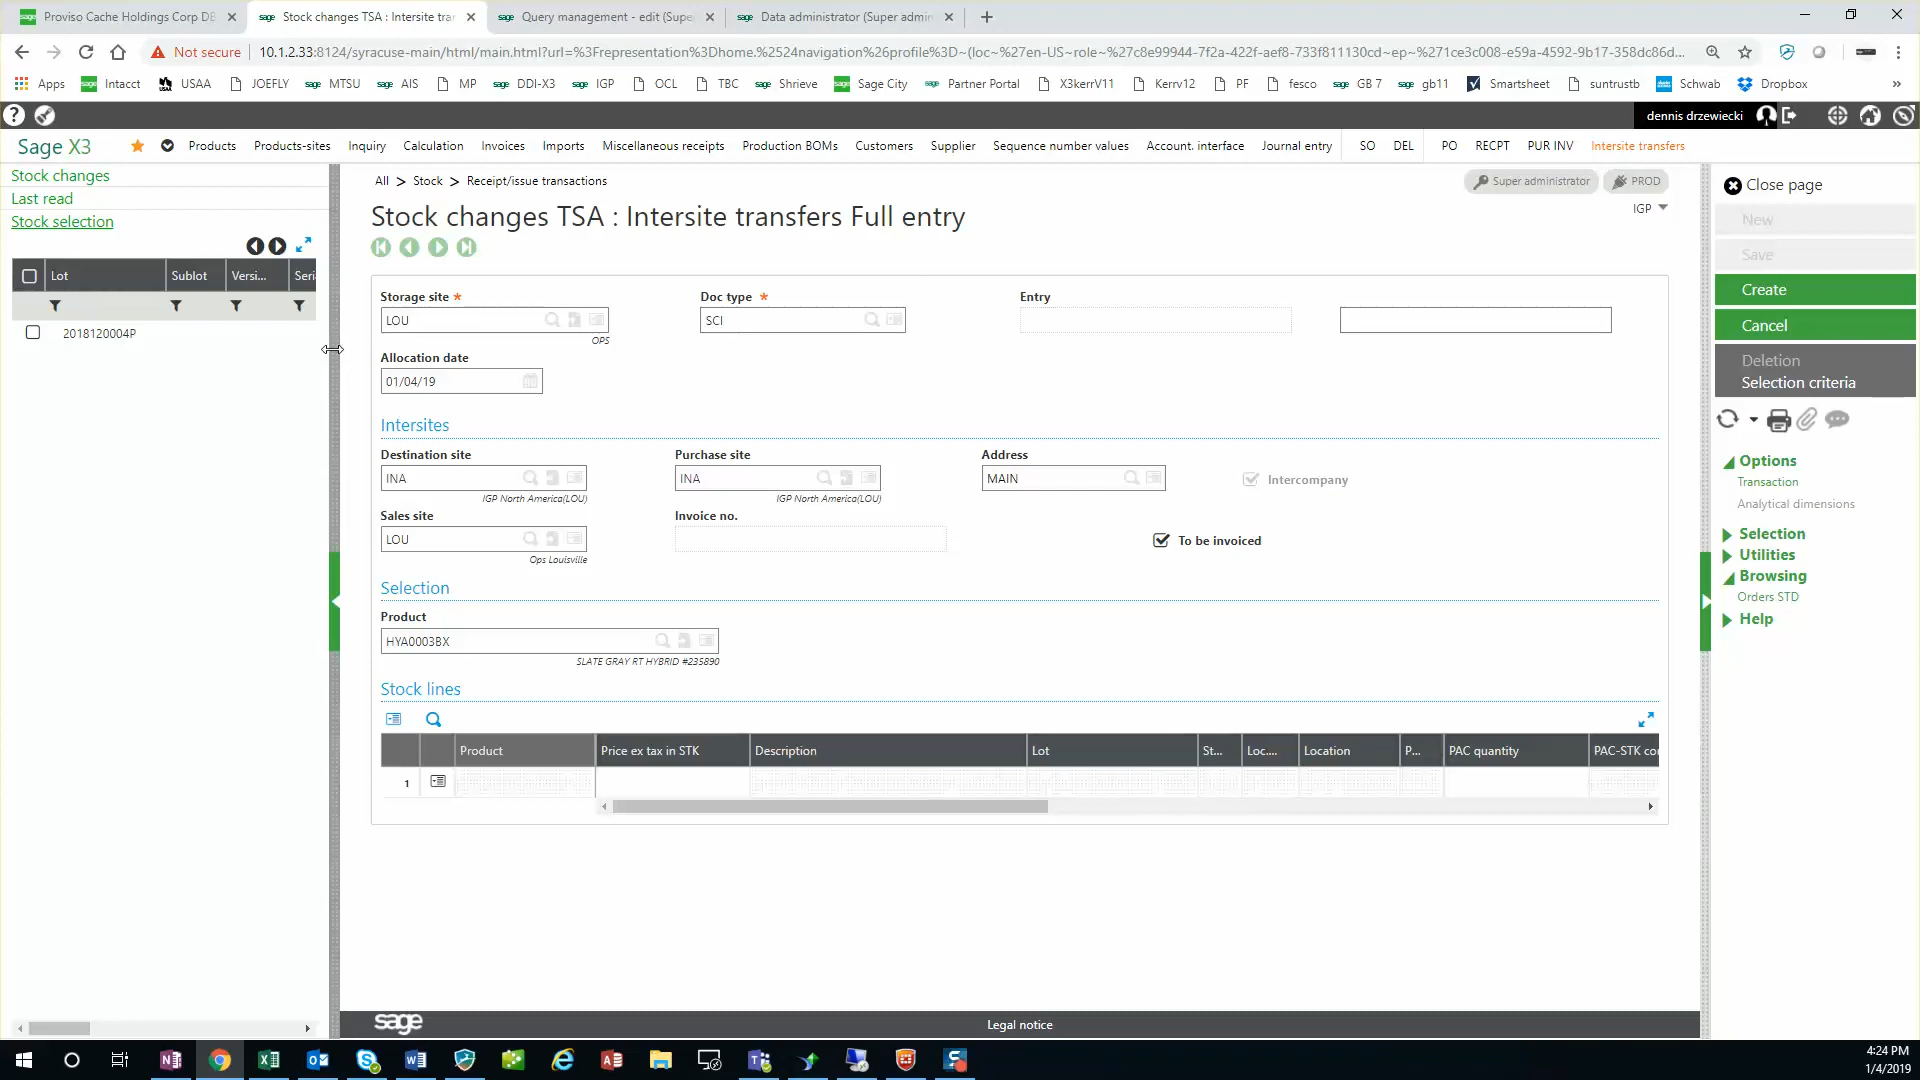 Proviso Cache Holdings Corp DB
Stock changes TSA : Intersite tra
Query management - edit (Supe
Data administrator (Super admin
Not secure
10.1.2.33:8124/syracuse-main/html/main.html?url=%3Frepresentation%3Dhome.%2524navigation%26profile%3D~(loc~%27en-US~role~%27c8e99944-7f2a-422f-aef8-733f811130cd~ep~%271ce3c008-e59a-4592-9b17-358dc86d...
Apps Intacct USAA JOEFLY MTSU AIS MP DDI-X3 IGP OCL TBC Shrieve Sage City Partner Portal X3kerrV11 Kerrv12 PF fesco GB 7 gb11 Smartsheet suntrustb Schwab Dropbox »
dennis drzewiecki
Sage X3 Products Products-sites Inquiry Calculation Invoices Imports Miscellaneous receipts Production BOMs Customers Supplier Sequence number values Account. interface Journal entry SO DEL PO RECPT PUR INV Intersite transfers
Stock changes
Last read
Stock selection
Lot Sublot Versi... Seri
2018120004P
All > Stock > Receipt/issue transactions
Super administrator PROD
IGP
Stock changes TSA : Intersite transfers Full entry
Storage site * Doc type * Entry
LOU SCI
OPS
Allocation date
01/04/19
Intersites
Destination site Purchase site Address
INA INA MAIN Intercompany
IGP North America(LOU) IGP North America(LOU)
Sales site Invoice no.
LOU To be invoiced
Ops Louisville
Selection
Product
HYA0003BX
SLATE GRAY RT HYBRID #235890
Stock lines
Product Price ex tax in STK Description Lot St... Loc.... Location P... PAC quantity PAC-STK co
1
Close page
New
Save
Create
Cancel
Deletion
Selection criteria
Options
Transaction
Analytical dimensions
Selection
Utilities
Browsing
Orders STD
Help
sage Legal notice
4:24 PM
1/4/2019